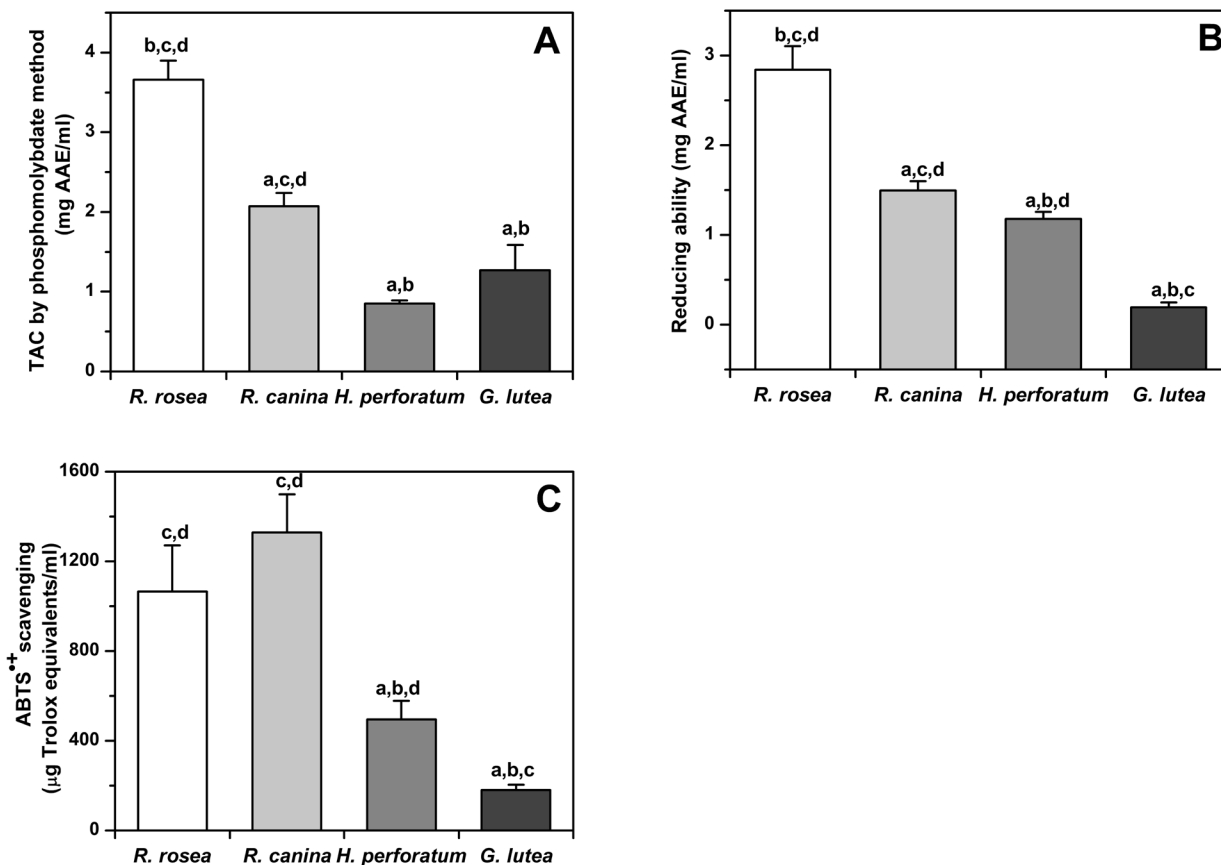 A
TAC by phosphomolybdate method
(mg AAE/ml)
4
3
2
1
0
b,c,d
a,c,d
a,b
a,b
R. rosea R. canina H. perforatum G. lutea
B
Reducing ability (mg AAE/ml)
3
2
1
0
b,c,d
a,c,d
a,b,d
a,b,c
R. rosea R. canina H. perforatum G. lutea
C
ABTS•+ scavenging
(µg Trolox equivalents/ml)
1600
1200
800
400
0
c,d
c,d
a,b,d
a,b,c
R. rosea R. canina H. perforatum G. lutea